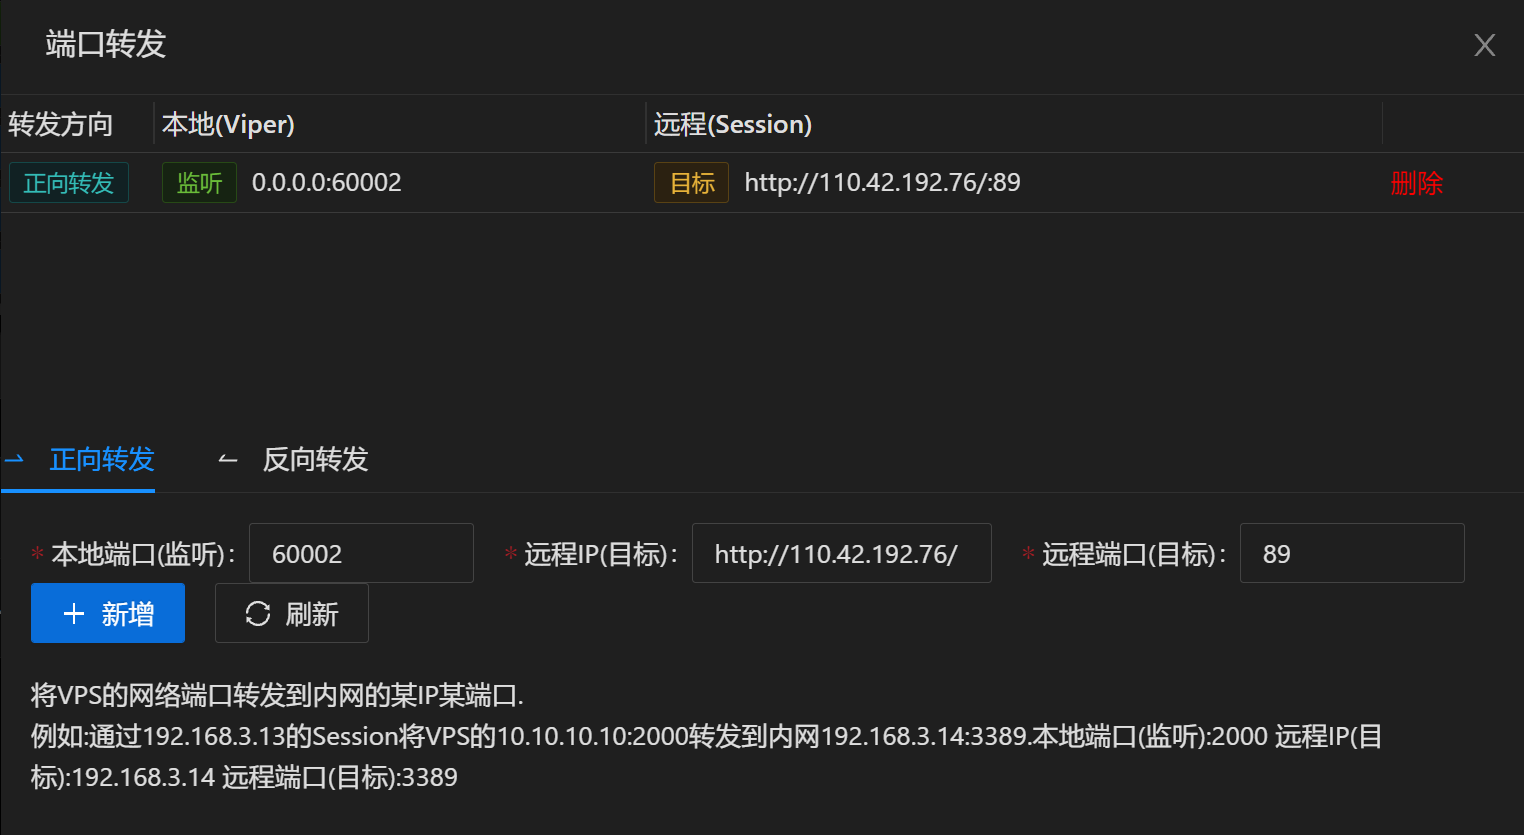 端口转发
转发方向 本地(Viper) 远程(Session)
正向转发 监听 0.0.0.0:60002 目标 http://110.42.192.76/:89 删除
正向转发 反向转发
* 本地端口(监听): 60002 * 远程IP(目标): http://110.42.192.76/ * 远程端口(目标): 89
新增 刷新
将VPS的网络端口转发到内网的某IP某端口.
例如:通过192.168.3.13的Session将VPS的10.10.10.10:2000转发到内网192.168.3.14:3389.本地端口(监听):2000 远程IP(目
标):192.168.3.14 远程端口(目标):3389